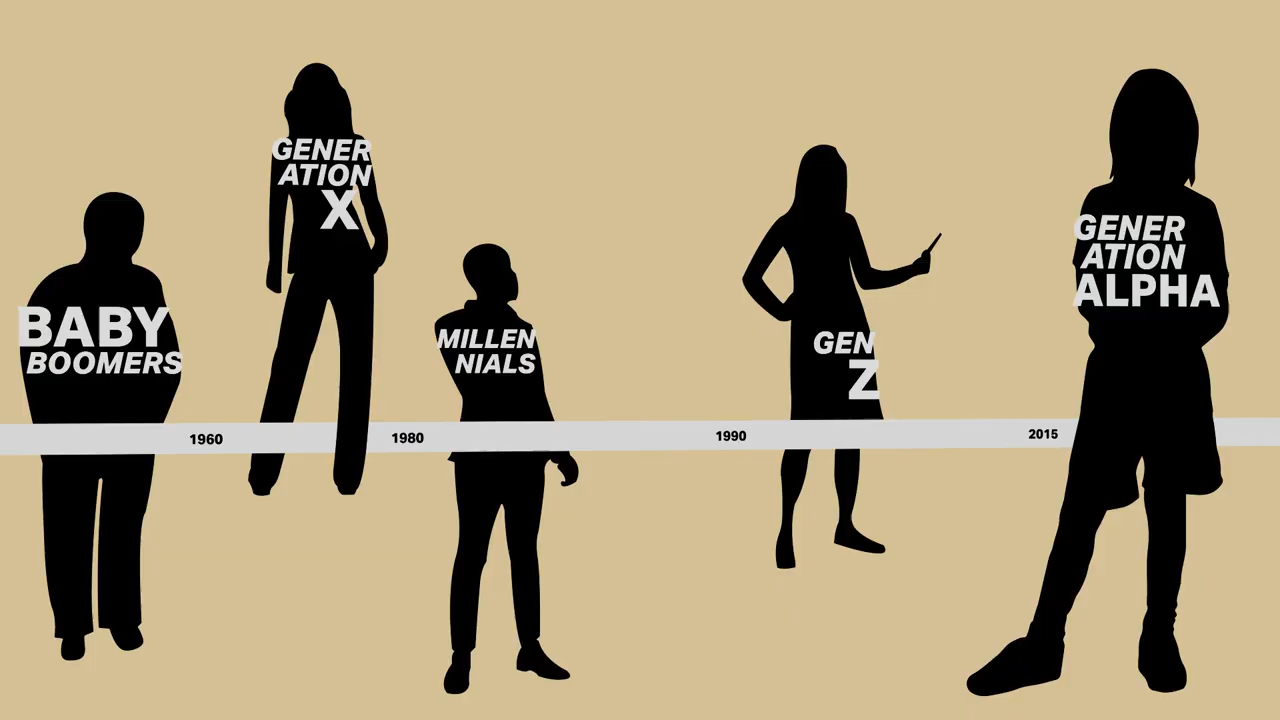 BABY
BOOMERS
GENER
ATION
X
MILLEN
NIALS
GEN
Z
GENER
ATION
ALPHA
1960
1980
1990
2015